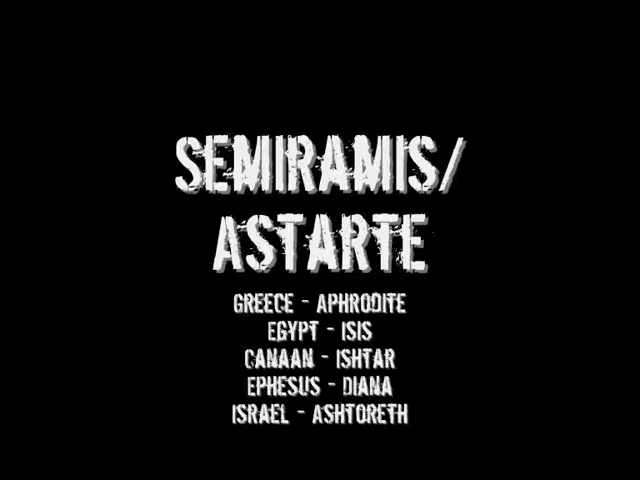 SEMIRAMIS/
ASTARTE
GREECE - APHRODITE
EGYPT - ISIS
CANAAN - ISHTAR
EPHESUS - DIANA
ISRAEL - ASHTORETH